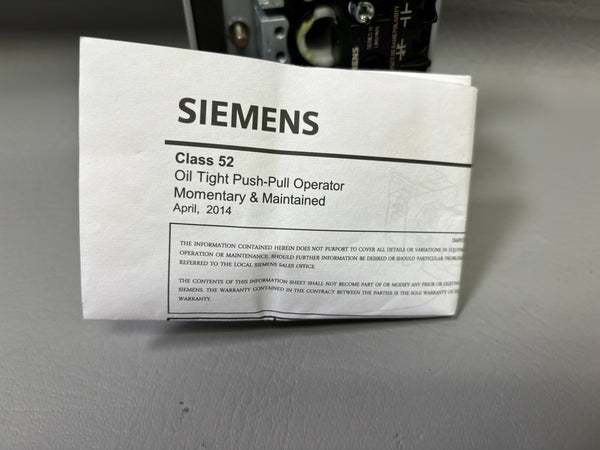 SIEMENS
SIEMENS
Class 52
Oil Tight Push-Pull Operator
Momentary & Maintained
April, 2014
THE INFORMATION CONTAINED HEREIN DOES NOT PURPORT TO COVER ALL DETAILS OR VARIATIONS IN
OPERATION OR MAINTENANCE. SHOULD FURTHER INFORMATION BE DESIRED OR SHOULD PARTICULAR
REFERRED TO THE LOCAL SIEMENS SALES OFFICE.
THE CONTENTS OF THIS INFORMATION SHEET SHALL NOT BECOME PART OF OR MODIFY ANY PRIOR OR
SIEMENS. THE WARRANTY CONTAINED IN THE CONTRACT BETWEEN THE PARTIES IS THE SOLE WARRANTY OF
WARRANTY.